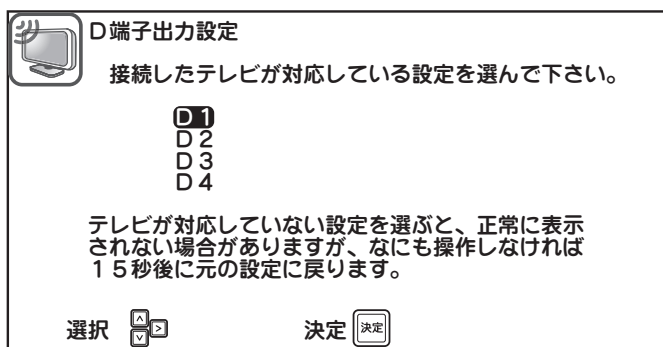 D端子出力設定
接続したテレビが対応している設定を選んで下さい。
D1
D2
D3
D4
テレビが対応していない設定を選ぶと、正常に表示
されない場合がありますが、なにも操作しなければ
15秒後に元の設定に戻ります。
選択 決定 決定